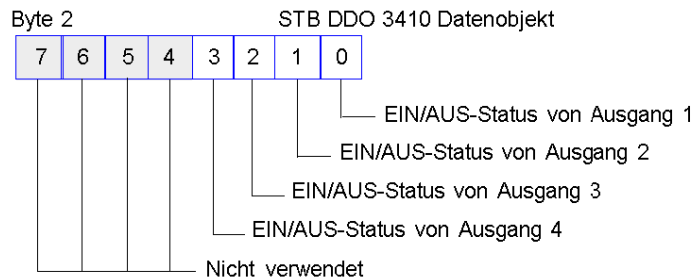 Byte 2 STB DDO 3410 Datenobjekt
7 6 5 4 3 2 1 0
EIN/AUS-Status von Ausgang 1
EIN/AUS-Status von Ausgang 2
EIN/AUS-Status von Ausgang 3
EIN/AUS-Status von Ausgang 4
Nicht verwendet